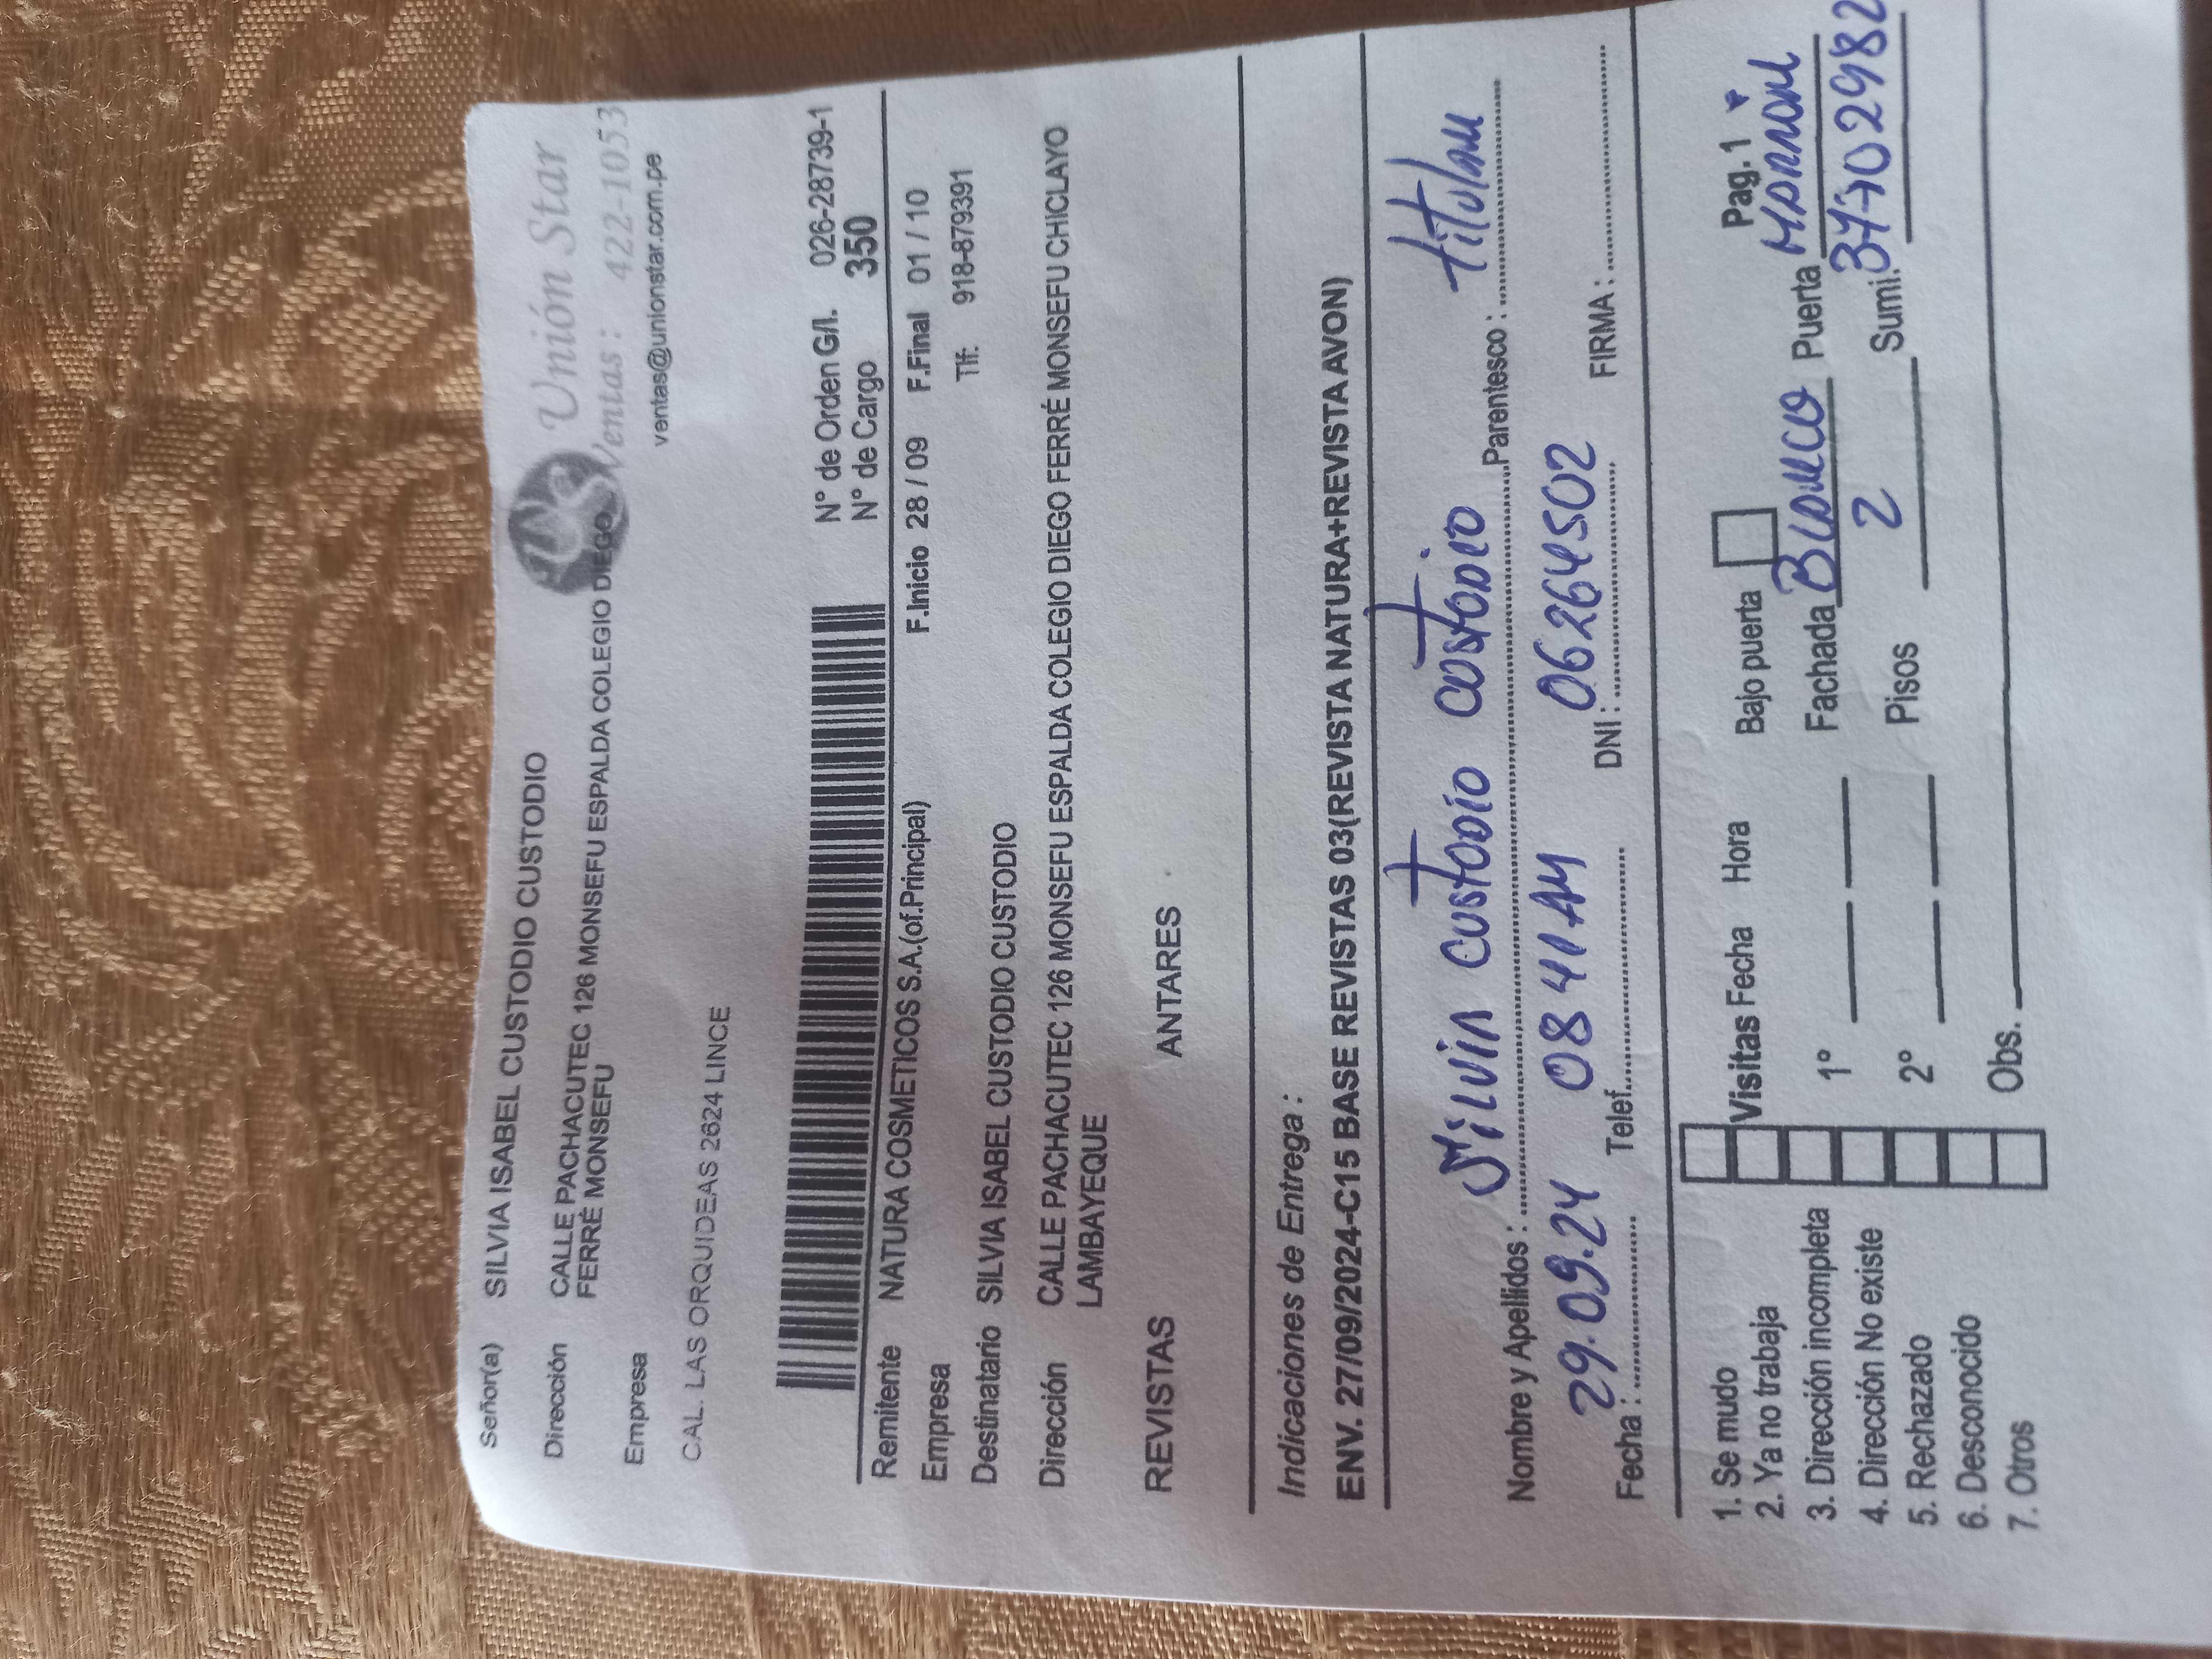 Señor(a) SILVIA ISABEL CUSTODIO CUSTODIO
Unión Star
Dirección CALLE PACHACUTEC 126 MONSEFU ESPALDA COLEGIO DIEGO
FERRÉ MONSEFU
Ventas : 422-1053
Empresa
ventas@unionstar.com.pe
CAL. LAS ORQUIDEAS 2624 LINCE
N° de Orden G/l. 026-28739-1
N° de Cargo 350
Remitente NATURA COSMETICOS S.A.(of.Principal)
Empresa F.Inicio 28 / 09 F.Final 01 / 10
Destinatario SILVIA ISABEL CUSTODIO CUSTODIO Tlf: 918-879391
Dirección CALLE PACHACUTEC 126 MONSEFU ESPALDA COLEGIO DIEGO FERRÉ MONSEFU CHICLAYO
LAMBAYEQUE
REVISTAS ANTARES
Indicaciones de Entrega :
ENV. 27/09/2024-C15 BASE REVISTAS 03(REVISTA NATURA+REVISTA AVON)
Nombre y Apellidos : Silvia Custodio Custodio Parentesco : titular
Fecha : 29.09.24 08 41 AM Telef. DNI : 06264502 FIRMA :
Pag. 1
1. Se mudo
2. Ya no trabaja Visitas Fecha Hora Bajo puerta
3. Dirección incompleta 1° Fachada Blanco Puerta Marron
4. Dirección No existe
5. Rechazado 2° Pisos 2 Sumi. 37702982
6. Desconocido
7. Otros Obs.